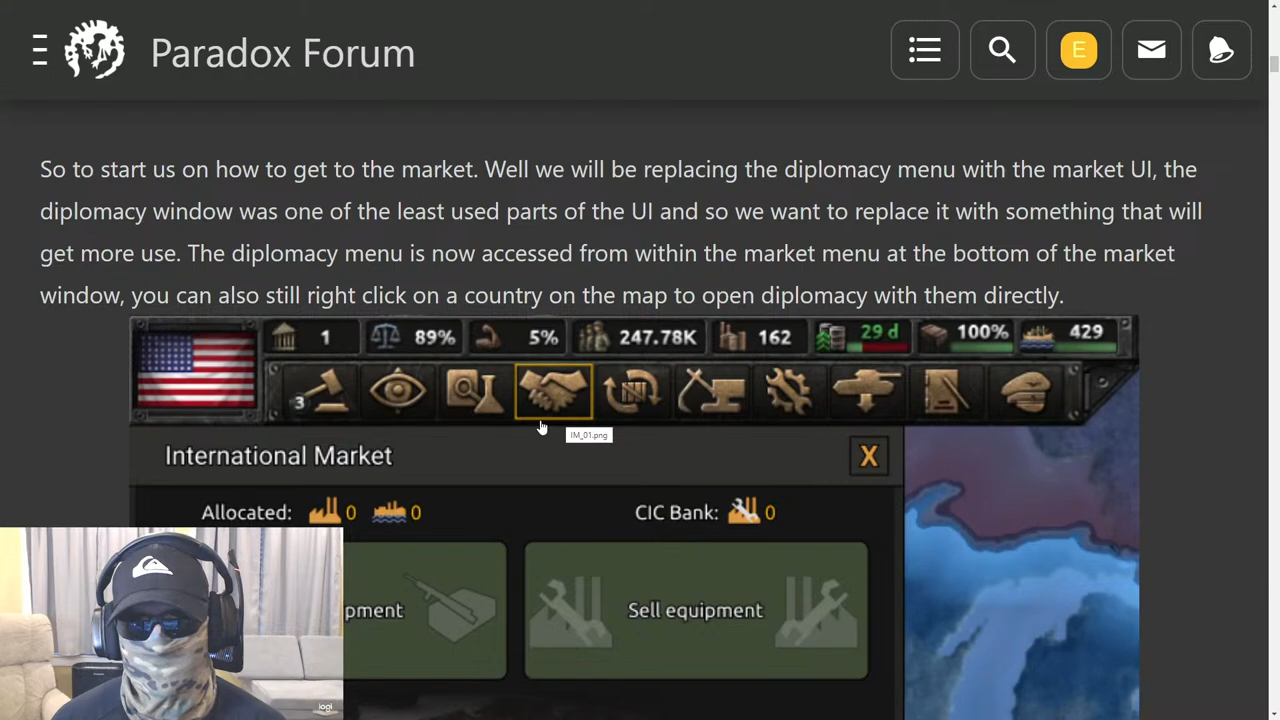 Paradox Forum
E
So to start us on how to get to the market. Well we will be replacing the diplomacy menu with the market UI, the
diplomacy window was one of the least used parts of the UI and so we want to replace it with something that will
get more use. The diplomacy menu is now accessed from within the market menu at the bottom of the market
window, you can also still right click on a country on the map to open diplomacy with them directly.
1 89% 5% 247.78K 162 29 d 100% 429
3
IM_01.png
International Market X
Allocated: 0 0 CIC Bank: 0
pment Sell equipment
logi